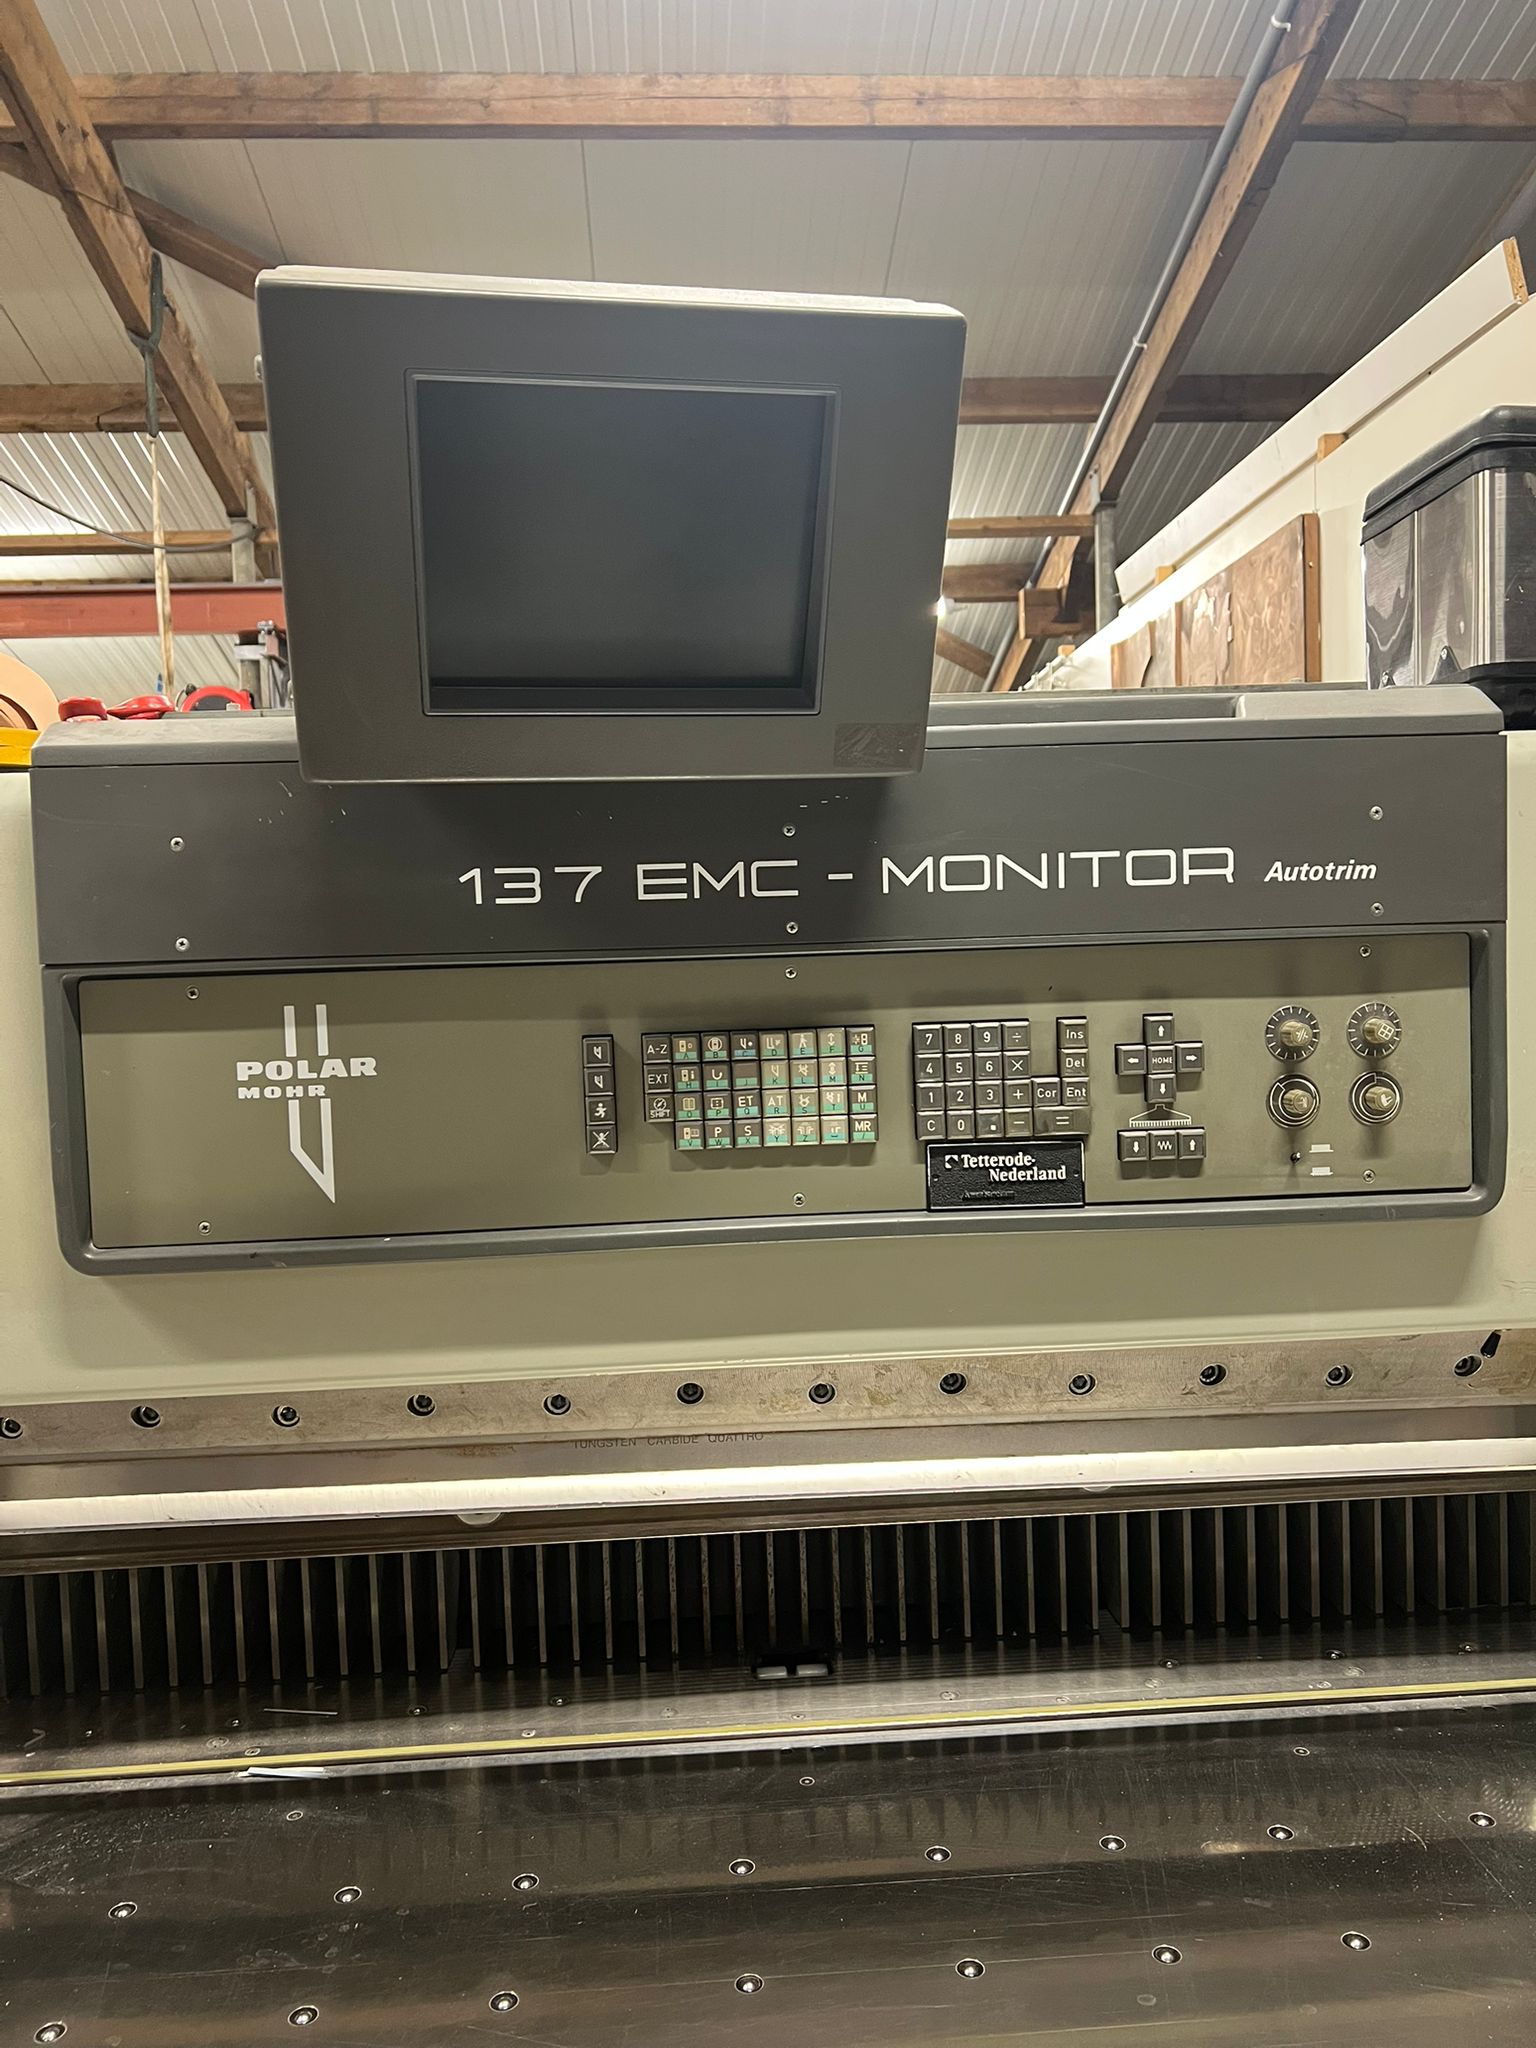 137 EMC - MONITOR Autotrim
POLAR
MOHR
A-Z
EXT
SHIFT
A B C D E F G
H I K L M N
O P ET Q AT R S T M U
P W S X Y Z MR
V
7 8 9 ÷ Ins
4 5 6 × Del
1 2 3 + Cor Ent
C 0 . − =
HOME
Tetterode-
Nederland
TUNGSTEN CARBIDE QUATTRO